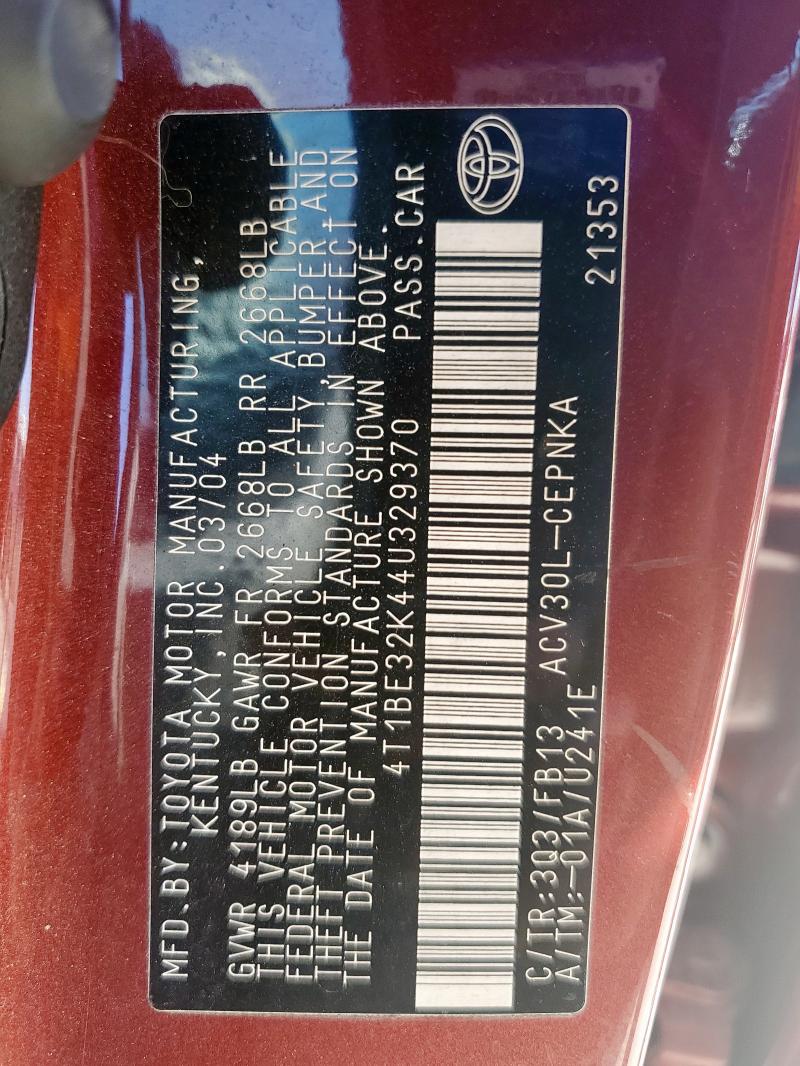 MFD.BY:TOYOTA MOTOR MANUFACTURING,
KENTUCKY,INC.03/04
GVWR 4189LB GAWR FR 2668LB RR 2668LB
THIS VEHICLE CONFORMS TO ALL APPLICABLE
FEDERAL MOTOR VEHICLE SAFETY,BUMPER,AND
THEFT PREVENTION STANDARDS IN EFFECT ON
THE DATE OF MANUFACTURE SHOWN ABOVE.
4T1BE32K44U329370 PASS.CAR
C/TR:3Q3/FB13 ACV30L-CEPNKA
A/TM:-01A/U241E 21353